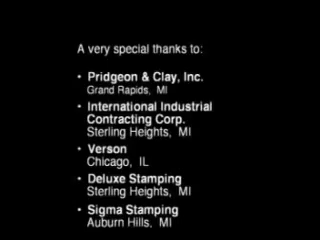 A very special thanks to:
• Pridgeon & Clay, Inc.
Grand Rapids, MI
• International Industrial
Contracting Corp.
Sterling Heights, MI
• Verson
Chicago, IL
• Deluxe Stamping
Sterling Heights, MI
• Sigma Stamping
Auburn Hills, MI